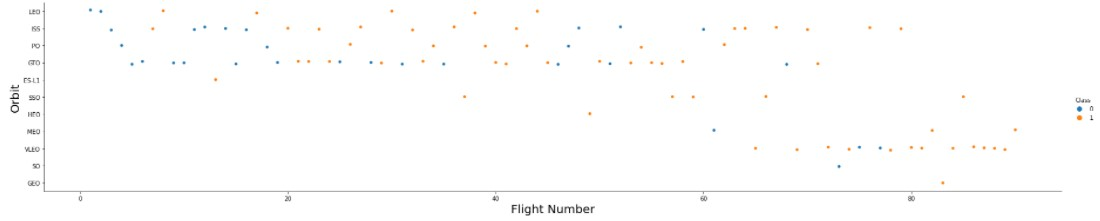 LEO
ISS
PO
GTO
ES-L1
SSO
HEO
MEO
VLEO
SO
GEO
Orbit
0
20
40
60
80
Flight Number
Class
0
1